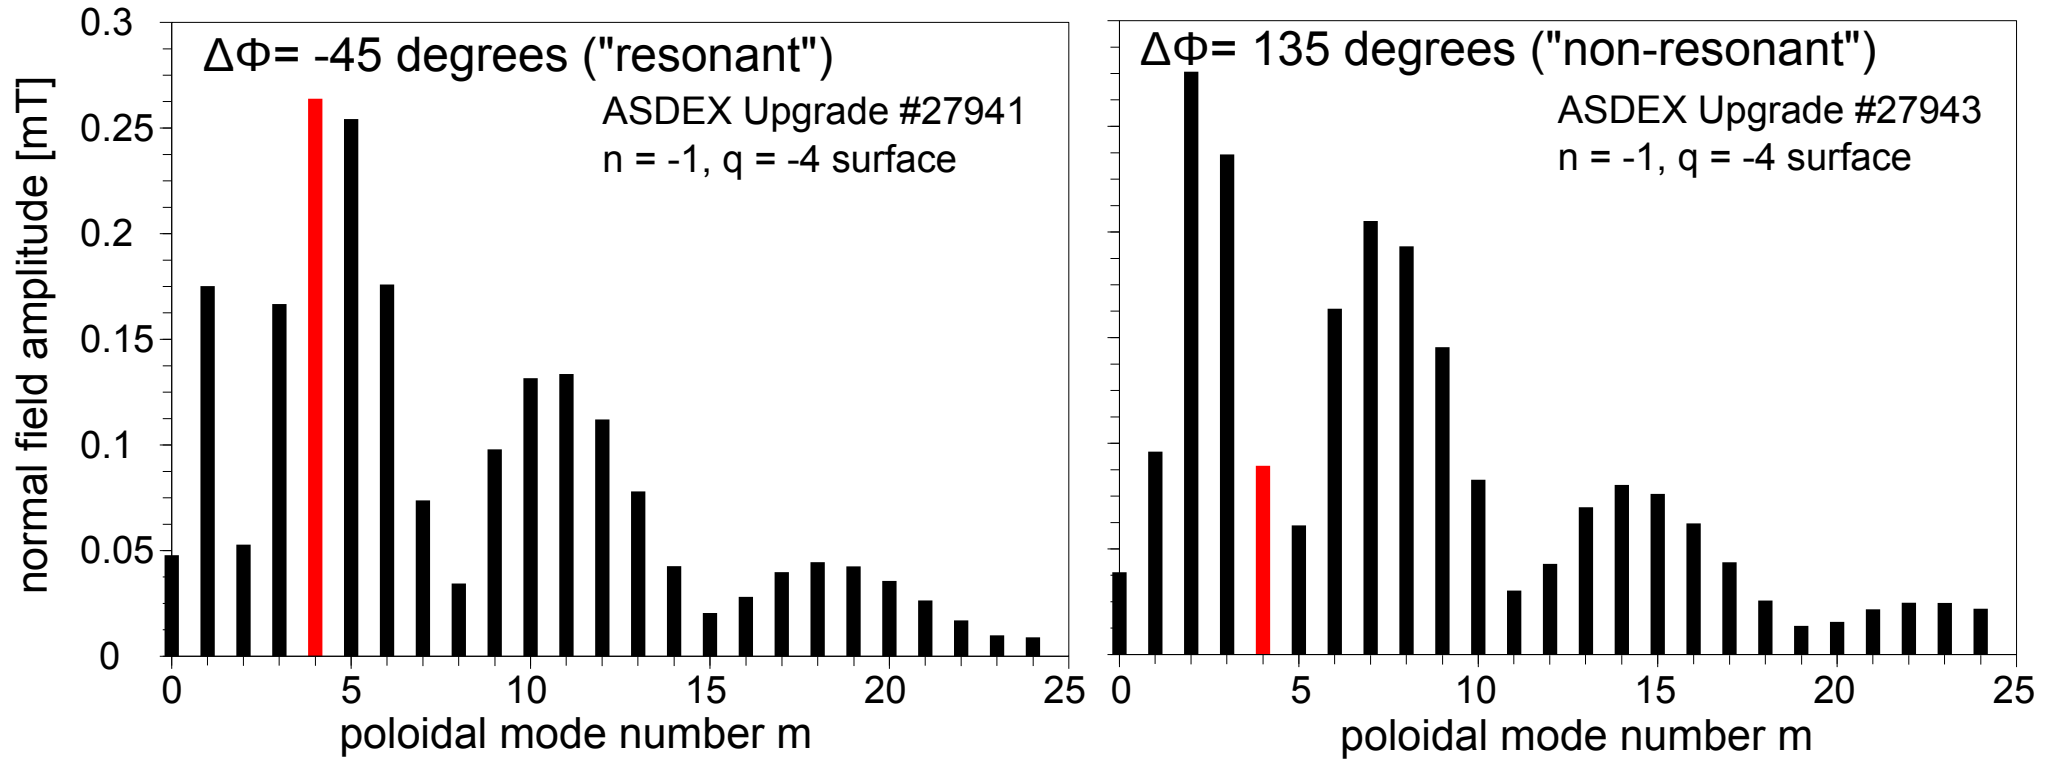 ΔΦ= -45 degrees ("resonant")
ASDEX Upgrade #27941
n = -1, q = -4 surface
normal field amplitude [mT]
0.3
0.25
0.2
0.15
0.1
0.05
0
0 5 10 15 20 25
poloidal mode number m
ΔΦ= 135 degrees ("non-resonant")
ASDEX Upgrade #27943
n = -1, q = -4 surface
0 5 10 15 20 25
poloidal mode number m